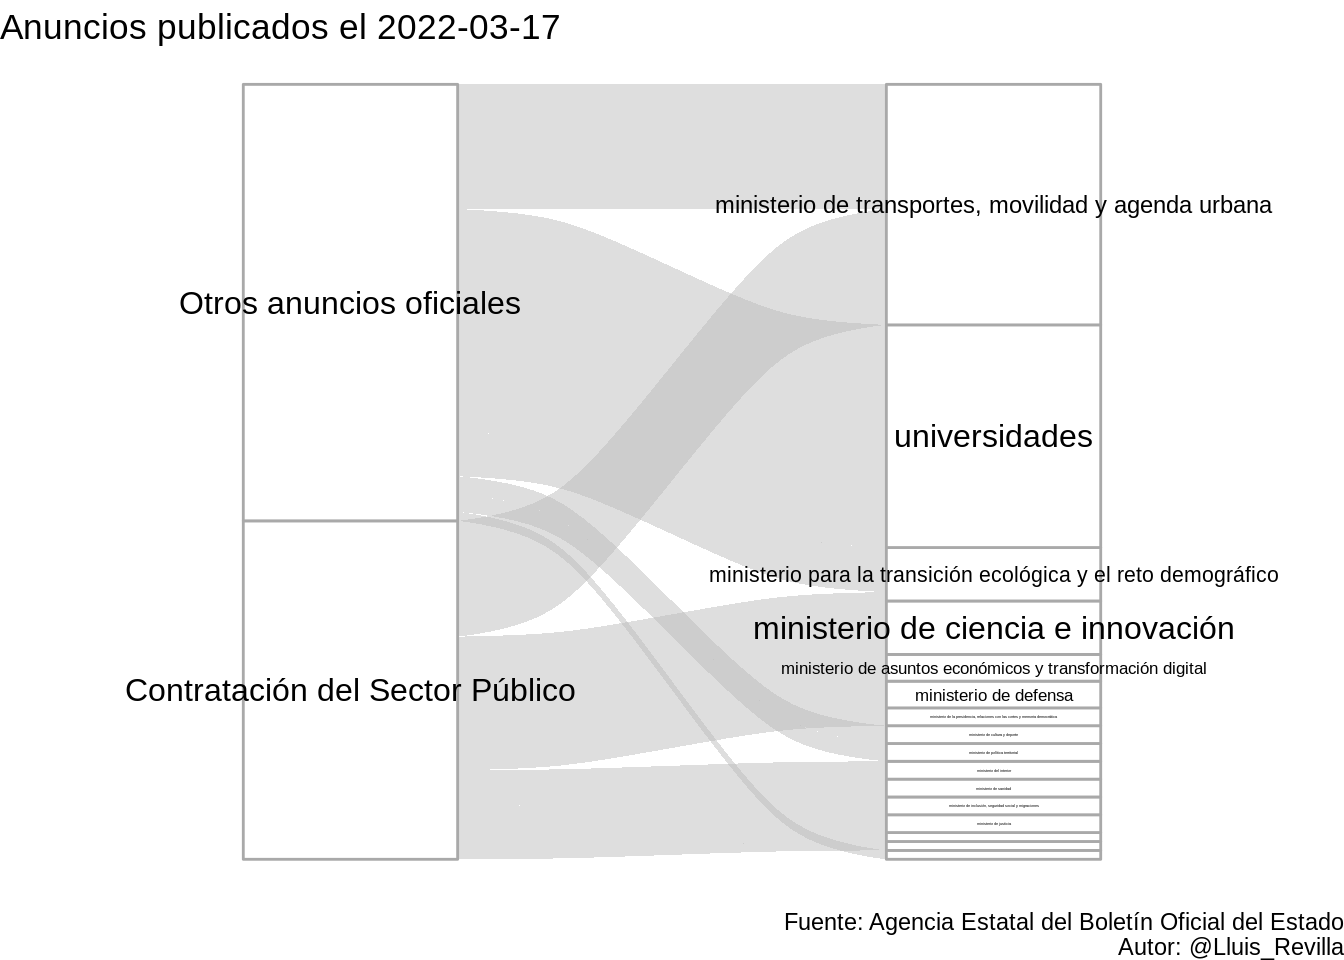 Anuncios publicados el 2022-03-17
Otros anuncios oficiales
Contratación del Sector Público
ministerio de transportes, movilidad y agenda urbana
universidades
ministerio para la transición ecológica y el reto demográfico
ministerio de ciencia e innovación
ministerio de asuntos económicos y transformación digital
ministerio de defensa
ministerio de la presidencia, relaciones con las cortes y memoria democrática
ministerio de cultura y deporte
ministerio de política territorial
ministerio del interior
ministerio de sanidad
ministerio de inclusión, seguridad social y migraciones
ministerio de justicia
Fuente: Agencia Estatal del Boletín Oficial del Estado
Autor: @Lluis_Revilla